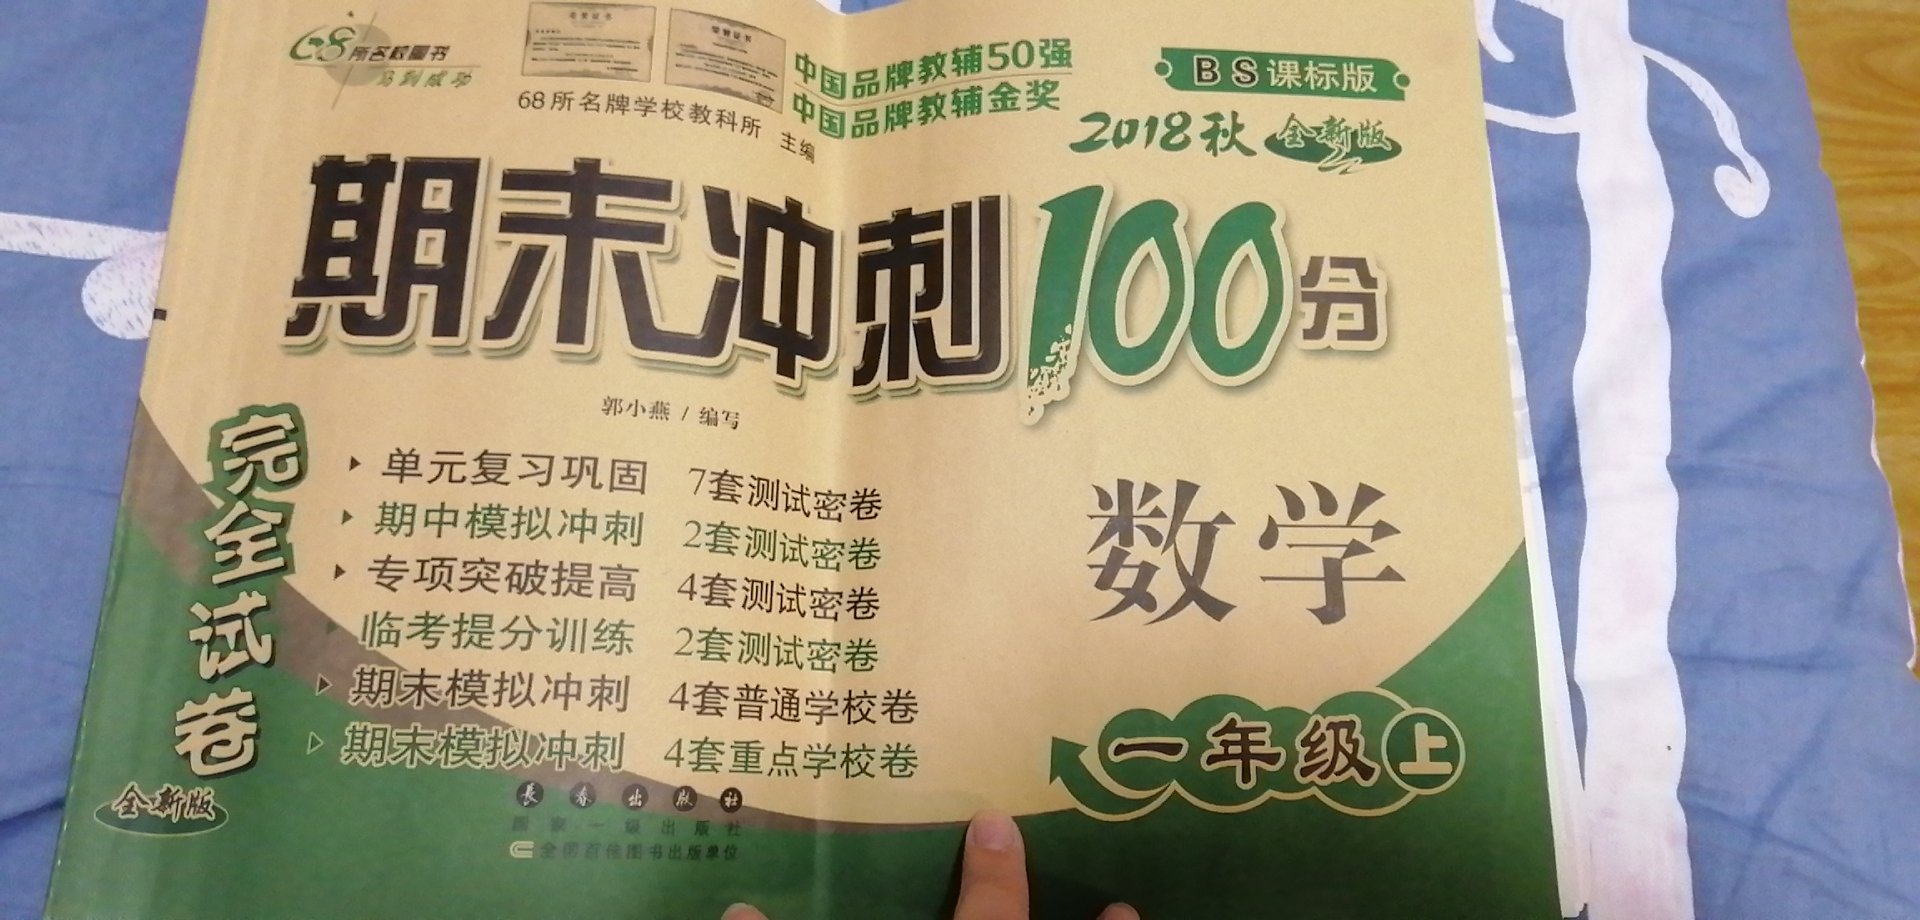 68所名校图书
马到成功
荣誉证书
68所名牌学校教科所 主编
中国品牌教辅50强
中国品牌教辅金奖
BS课标版
2018秋 全新版
期末冲刺100分
郭小燕 / 编写
完全试卷
全新版
单元复习巩固 7套测试密卷
期中模拟冲刺 2套测试密卷
专项突破提高 4套测试密卷
临考提分训练 2套测试密卷
期末模拟冲刺 4套普通学校卷
期末模拟冲刺 4套重点学校卷
数学
一年级上
长春出版社
国家一级出版社
全国百佳图书出版单位